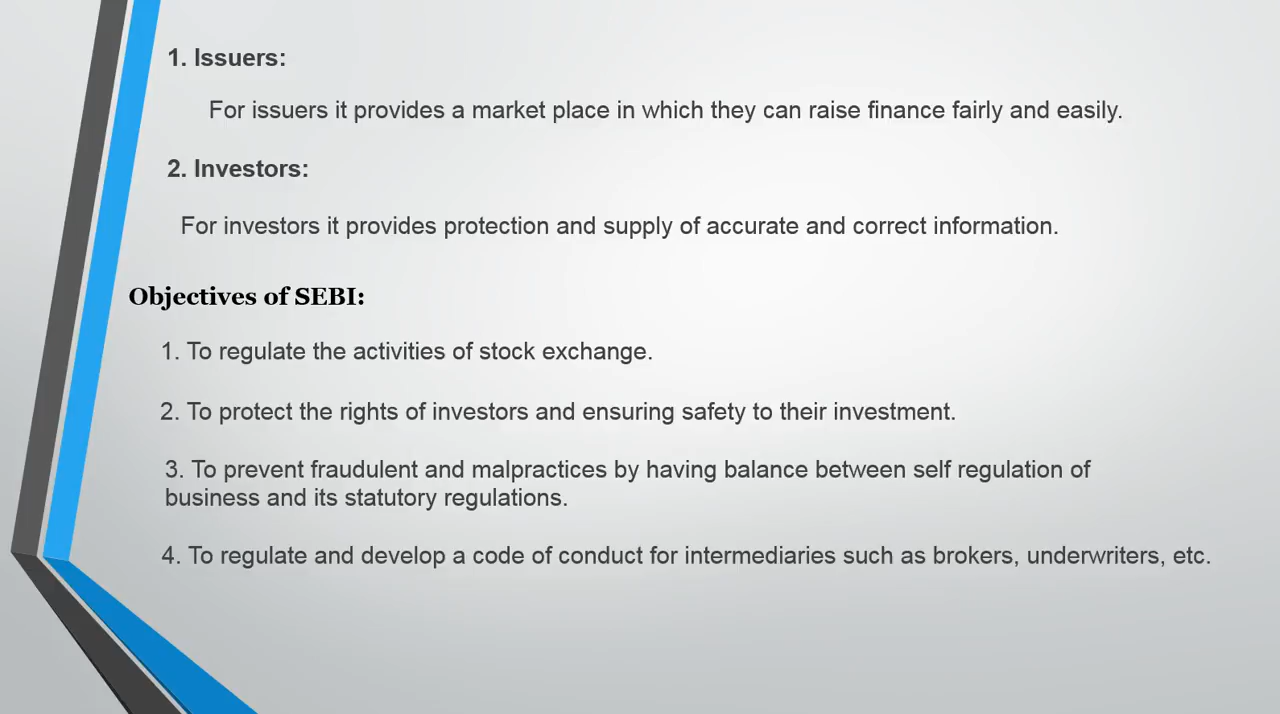 1. Issuers:
For issuers it provides a market place in which they can raise finance fairly and easily.
2. Investors:
For investors it provides protection and supply of accurate and correct information.
Objectives of SEBI:
1. To regulate the activities of stock exchange.
2. To protect the rights of investors and ensuring safety to their investment.
3. To prevent fraudulent and malpractices by having balance between self regulation of
business and its statutory regulations.
4. To regulate and develop a code of conduct for intermediaries such as brokers, underwriters, etc.